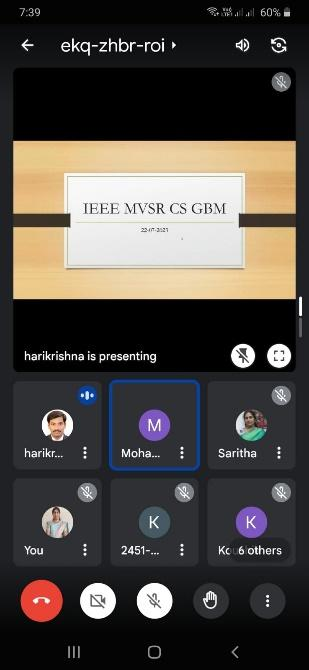 7:39
60%
ekq-zhbr-roi
IEEE MVSR CS GBM
22-07-2021
harikrishna is presenting
harikr...
M
Moha...
Saritha
You
K
2451-...
K
6 others